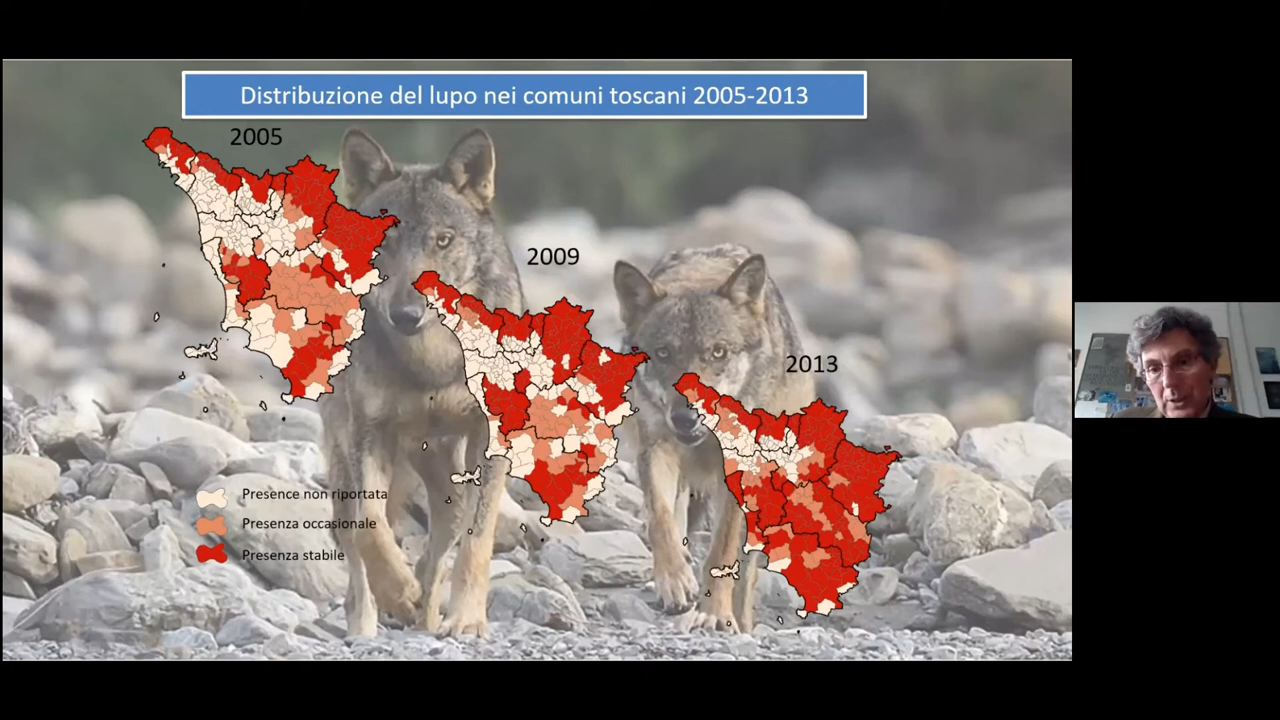 Distribuzione del lupo nei comuni toscani 2005-2013
2005
2009
2013
Presence non riportata
Presenza occasionale
Presenza stabile